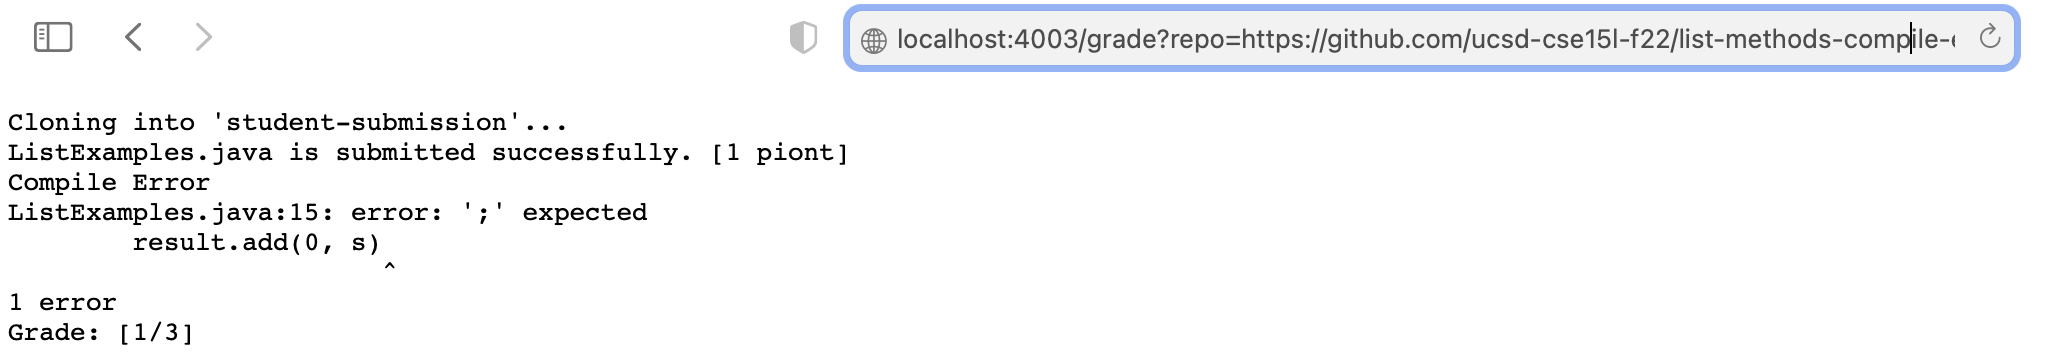 localhost:4003/grade?repo=https://github.com/ucsd-cse15l-f22/list-methods-compile-
Cloning into 'student-submission'...
ListExamples.java is submitted successfully. [1 piont]
Compile Error
ListExamples.java:15: error: ';' expected
        result.add(0, s)
                        ^
1 error
Grade: [1/3]